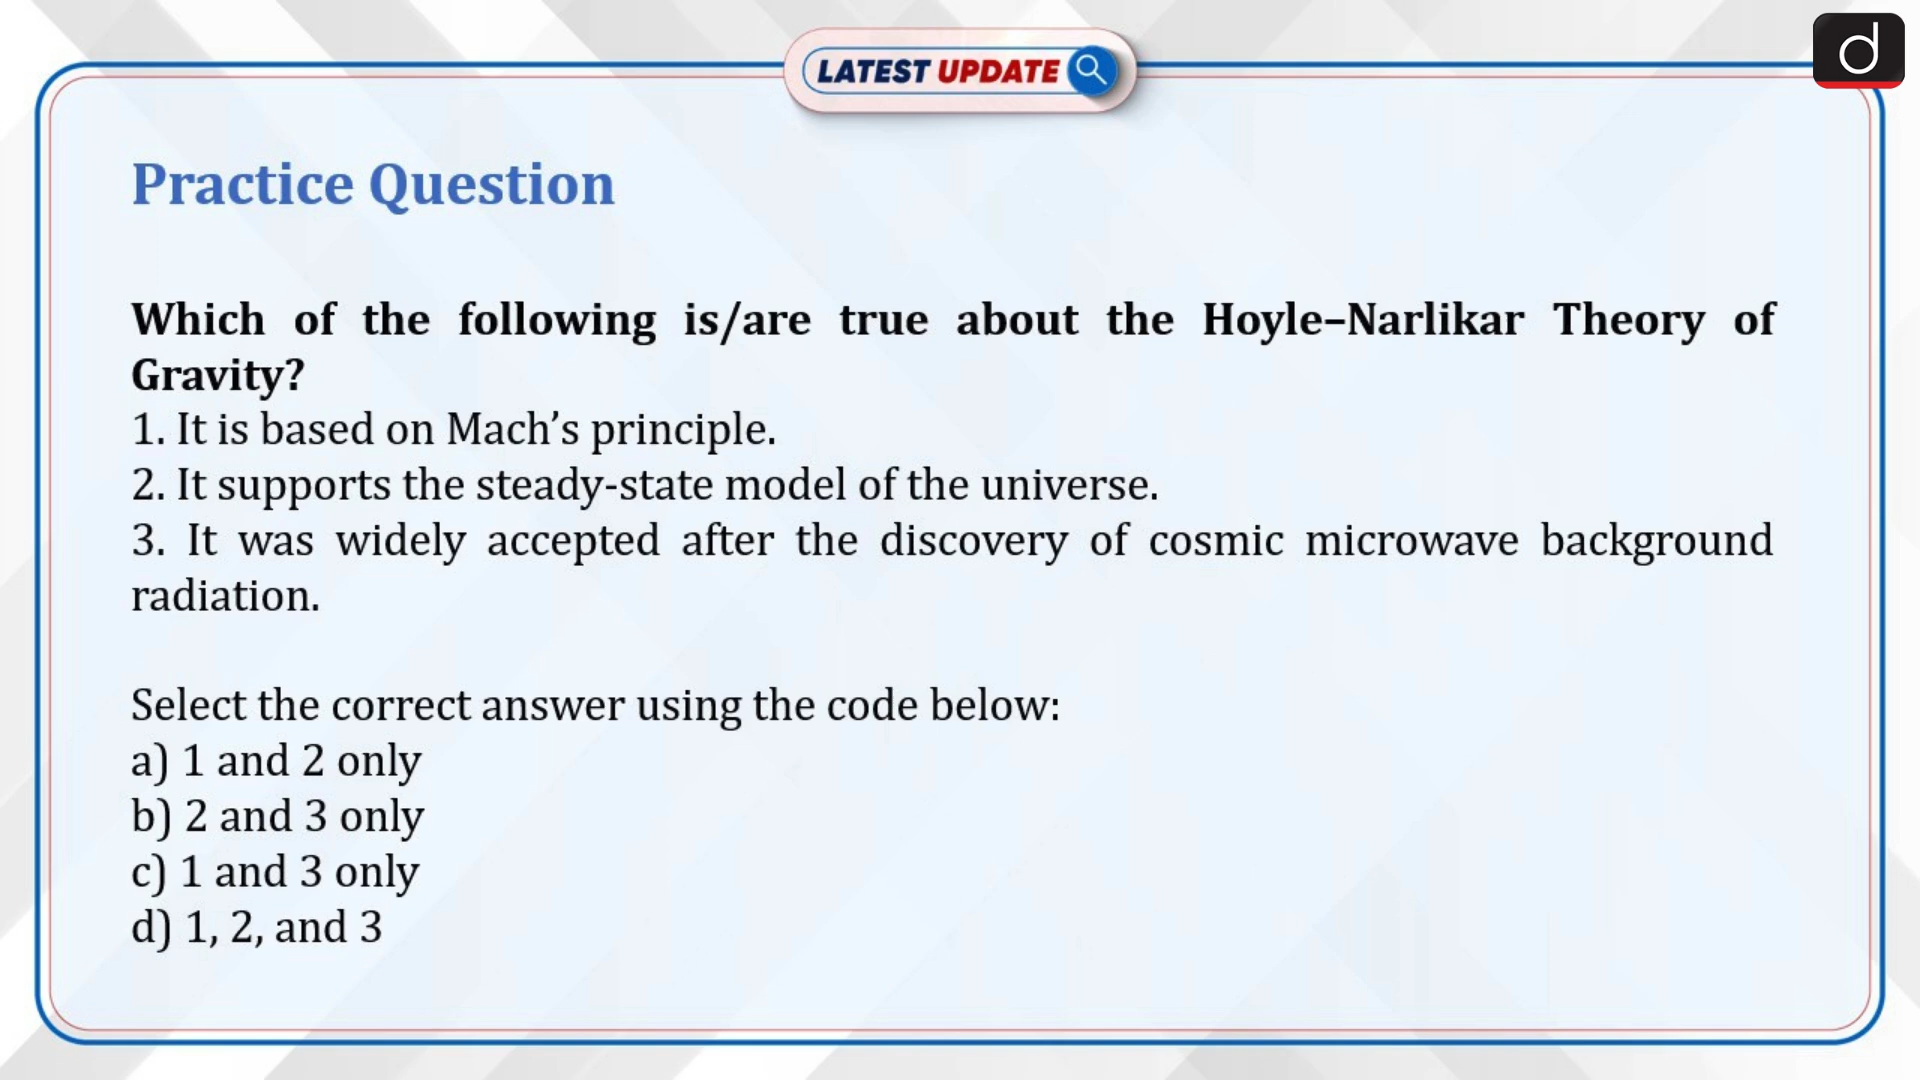 LATEST UPDATE
d
Practice Question
Which of the following is/are true about the Hoyle–Narlikar Theory of
Gravity?
1. It is based on Mach’s principle.
2. It supports the steady-state model of the universe.
3. It was widely accepted after the discovery of cosmic microwave background
radiation.
Select the correct answer using the code below:
a) 1 and 2 only
b) 2 and 3 only
c) 1 and 3 only
d) 1, 2, and 3